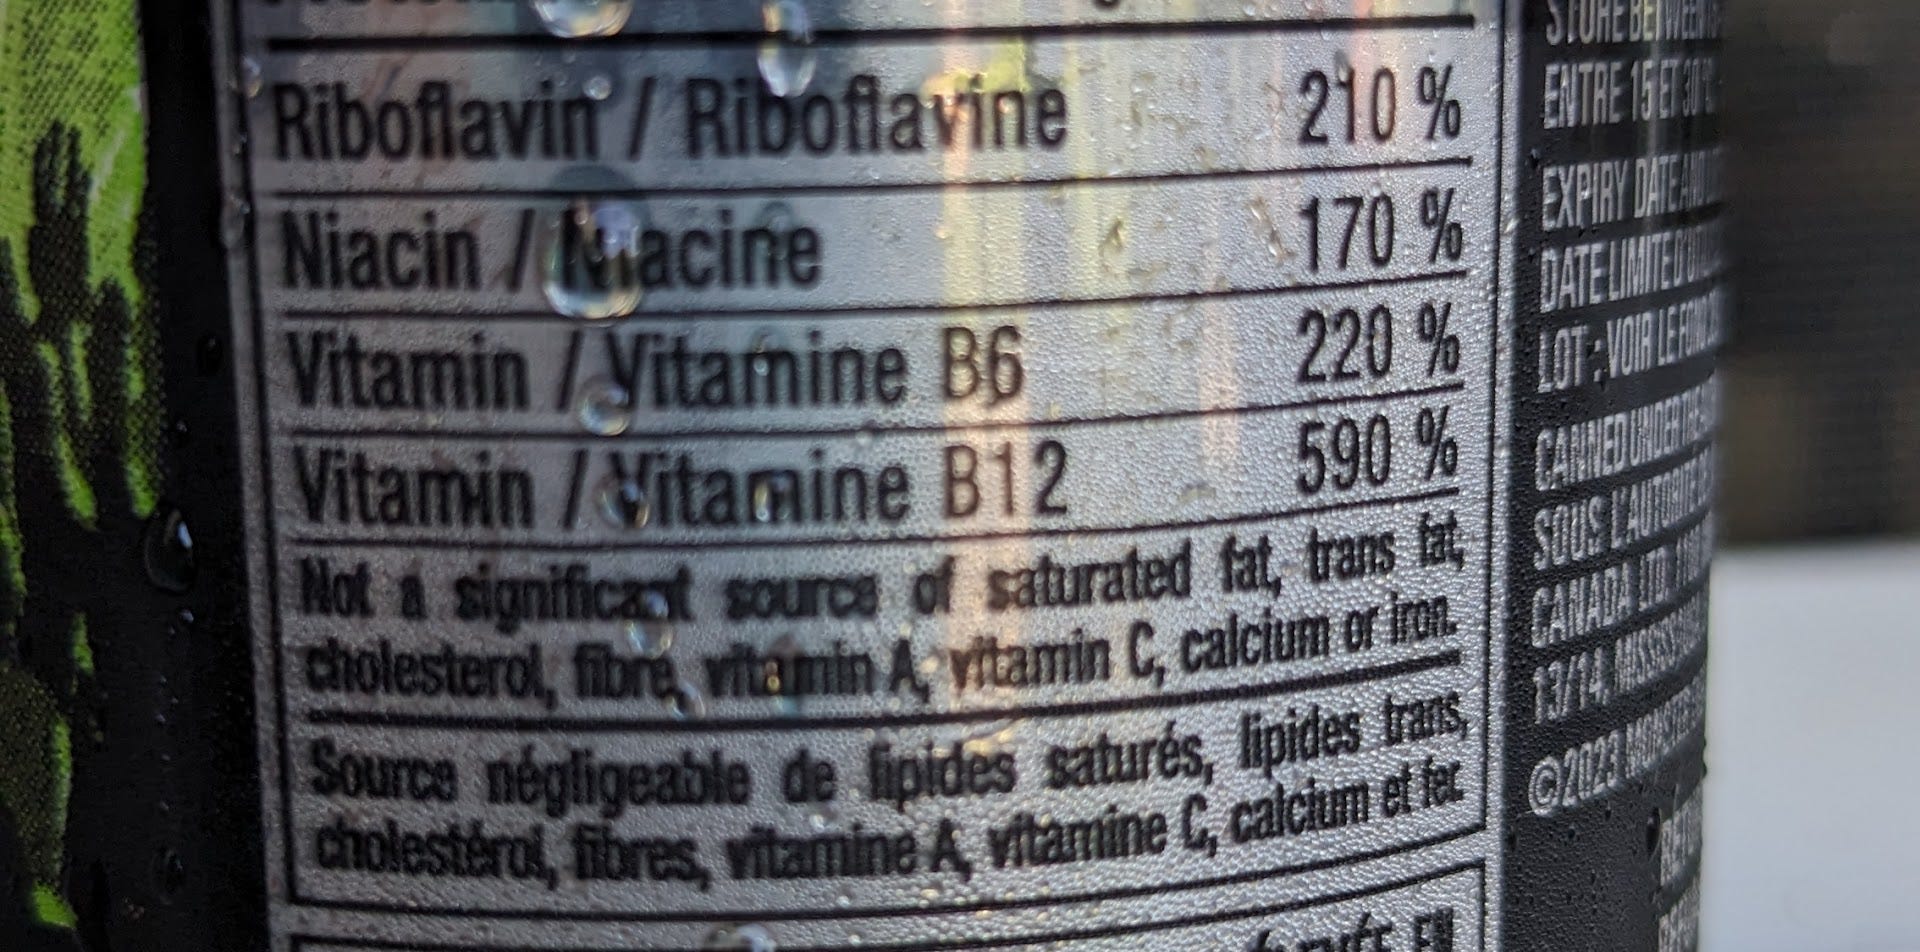 Riboflavin / Riboflavine 210 %
Niacin / Niacine 170 %
Vitamin / Vitamine B6 220 %
Vitamin / Vitamine B12 590 %
Not a significant source of saturated fat, trans fat,
cholesterol, fibre, vitamin A, vitamin C, calcium or iron.
Source négligeable de lipides saturés, lipides trans,
cholestérol, fibres, vitamine A, vitamine C, calcium et fer.
EN
STORE BETWEEN
ENTRE 15 ET 30°C
EXPIRY DATE
DATE LIMITE
LOT : VOIR LE
CANNED UNDER
SOUS L'AUTORITÉ
CANADA LTD.
13/14,
©2023 MONSTER